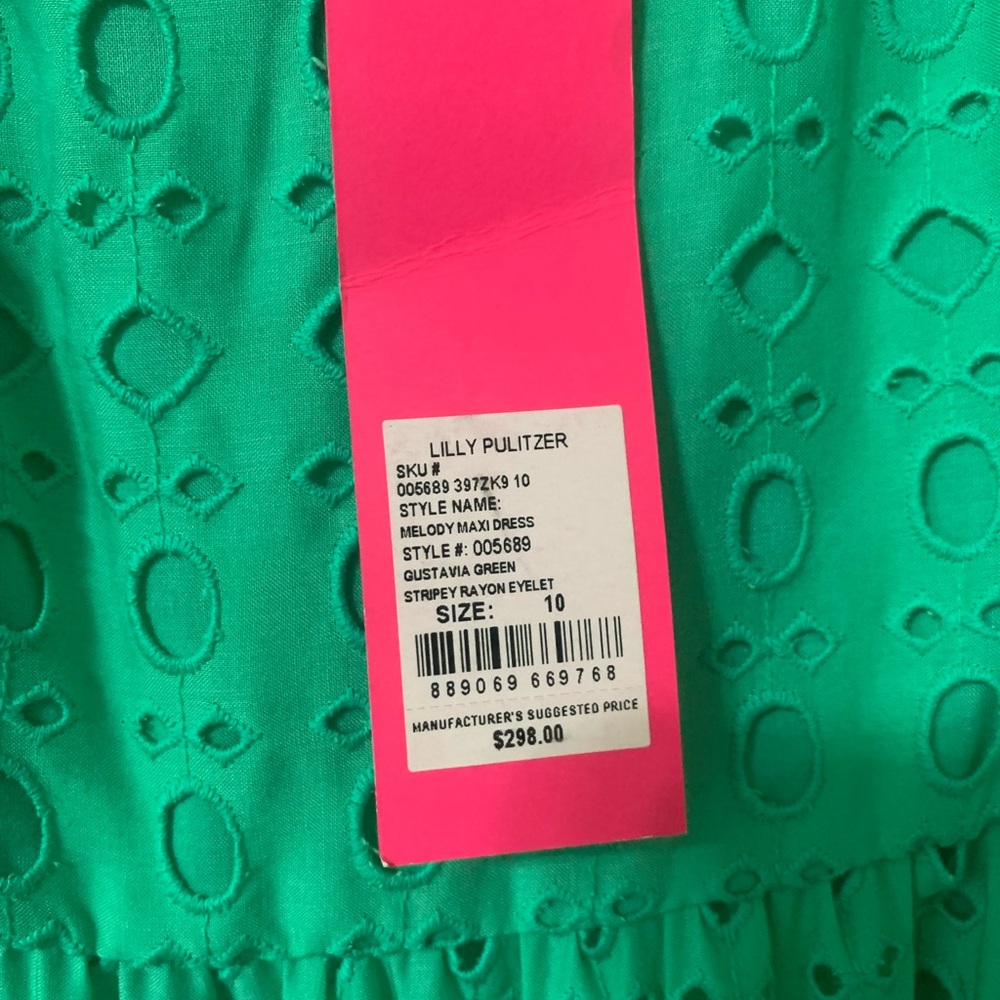 LILLY PULITZER
SKU #
005689 397ZK9 10
STYLE NAME:
MELODY MAXI DRESS
STYLE #: 005689
GUSTAVIA GREEN
STRIPEY RAYON EYELET
SIZE: 10
889069 669768
MANUFACTURER'S SUGGESTED PRICE
$298.00